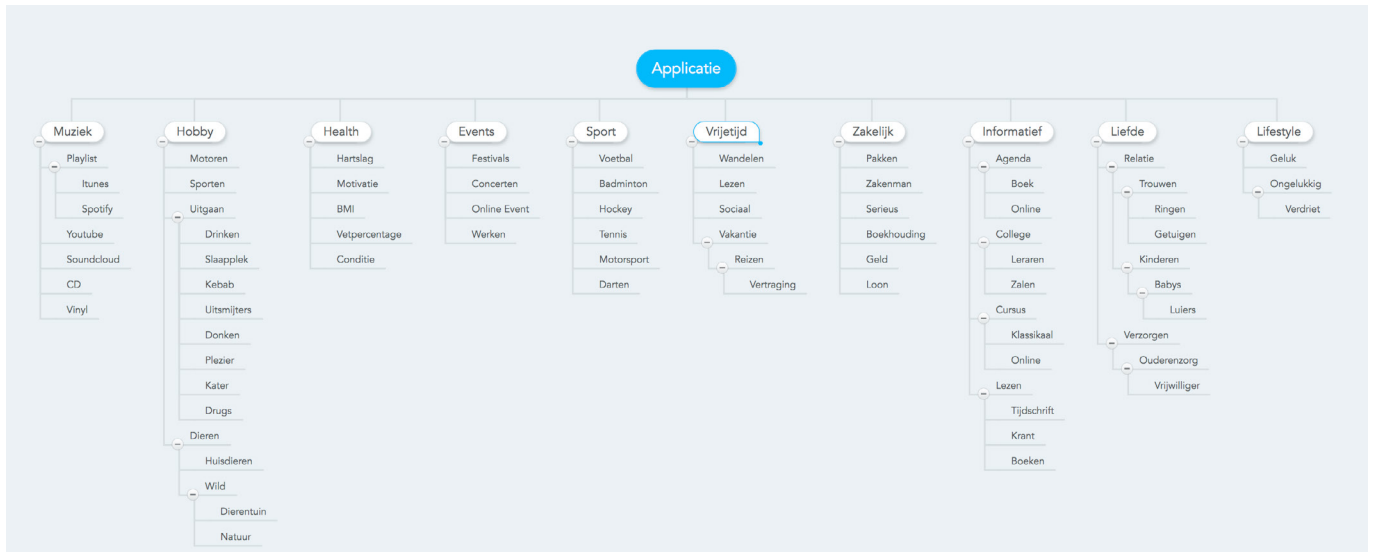 Applicatie
Muziek
Playlist
Itunes
Spotify
Youtube
Soundcloud
CD
Vinyl
Hobby
Motoren
Sporten
Uitgaan
Drinken
Slaapplek
Kebab
Uitsmijters
Donken
Plezier
Kater
Drugs
Dieren
Huisdieren
Wild
Dierentuin
Natuur
Health
Hartslag
Motivatie
BMI
Vetpercentage
Conditie
Events
Festivals
Concerten
Online Event
Werken
Sport
Voetbal
Badminton
Hockey
Tennis
Motorsport
Darten
Vrijetijd
Wandelen
Lezen
Sociaal
Vakantie
Reizen
Vertraging
Zakelijk
Pakken
Zakenman
Serieus
Boekhouding
Geld
Loon
Informatief
Agenda
Boek
Online
College
Leraren
Zalen
Cursus
Klassikaal
Online
Lezen
Tijdschrift
Krant
Boeken
Liefde
Relatie
Trouwen
Ringen
Getuigen
Kinderen
Babys
Luiers
Verzorgen
Ouderenzorg
Vrijwilliger
Lifestyle
Geluk
Ongelukkig
Verdriet